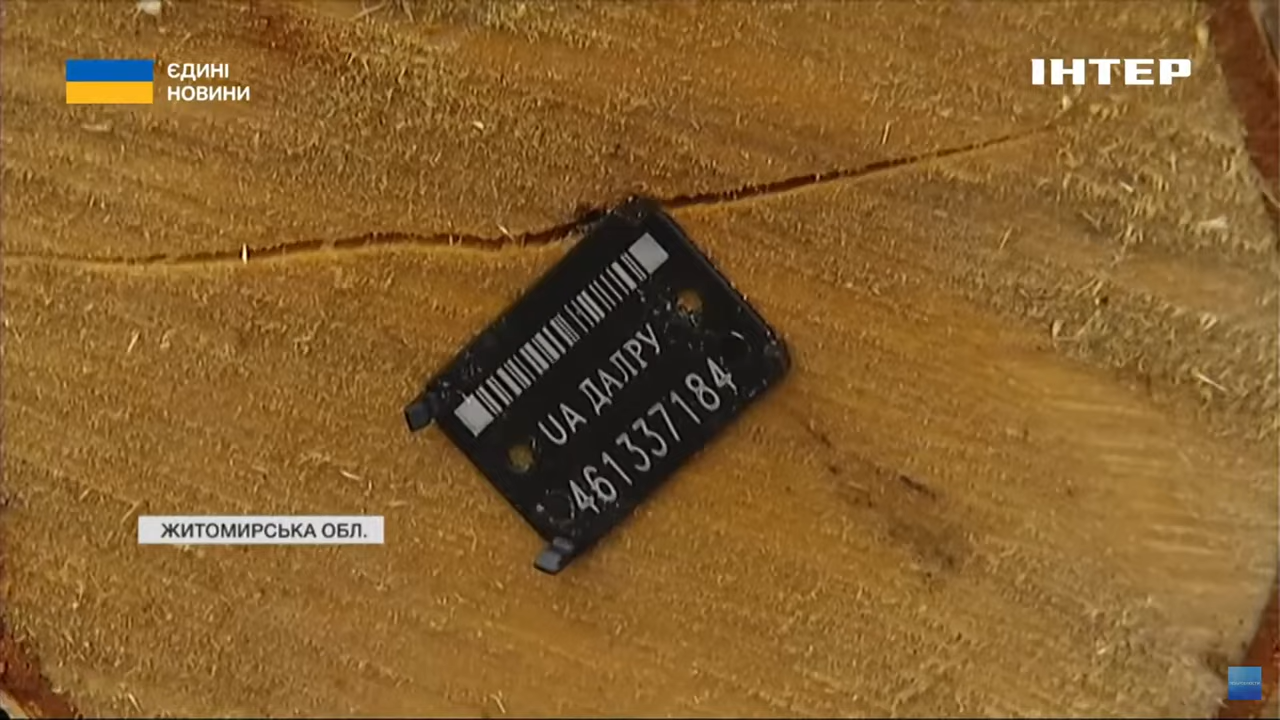 ЄДИНІ
НОВИНИ
ІНТЕР
UA ДАЛРУ
461337184
ЖИТОМИРСЬКА ОБЛ.